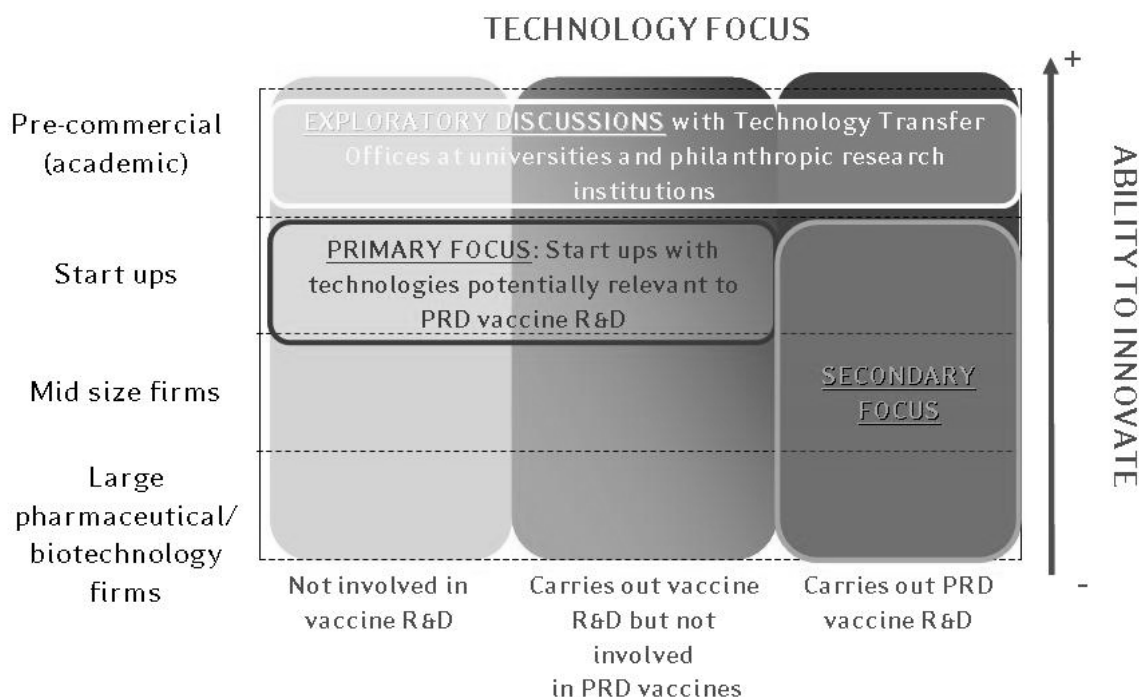 TECHNOLOGY FOCUS
+
Pre-commercial
(academic)
EXPLORATORY DISCUSSIONS with Technology Transfer
Offices at universities and philanthropic research
institutions
Start ups
PRIMARY FOCUS: Start ups with
technologies potentially relevant to
PRD vaccine R&D
Mid size firms
SECONDARY
FOCUS
Large
pharmaceutical/
biotechnology
firms
ABILITY TO INNOVATE
-
Not involved in
vaccine R&D
Carries out vaccine
R&D but not
involved
in PRD vaccines
Carries out PRD
vaccine R&D